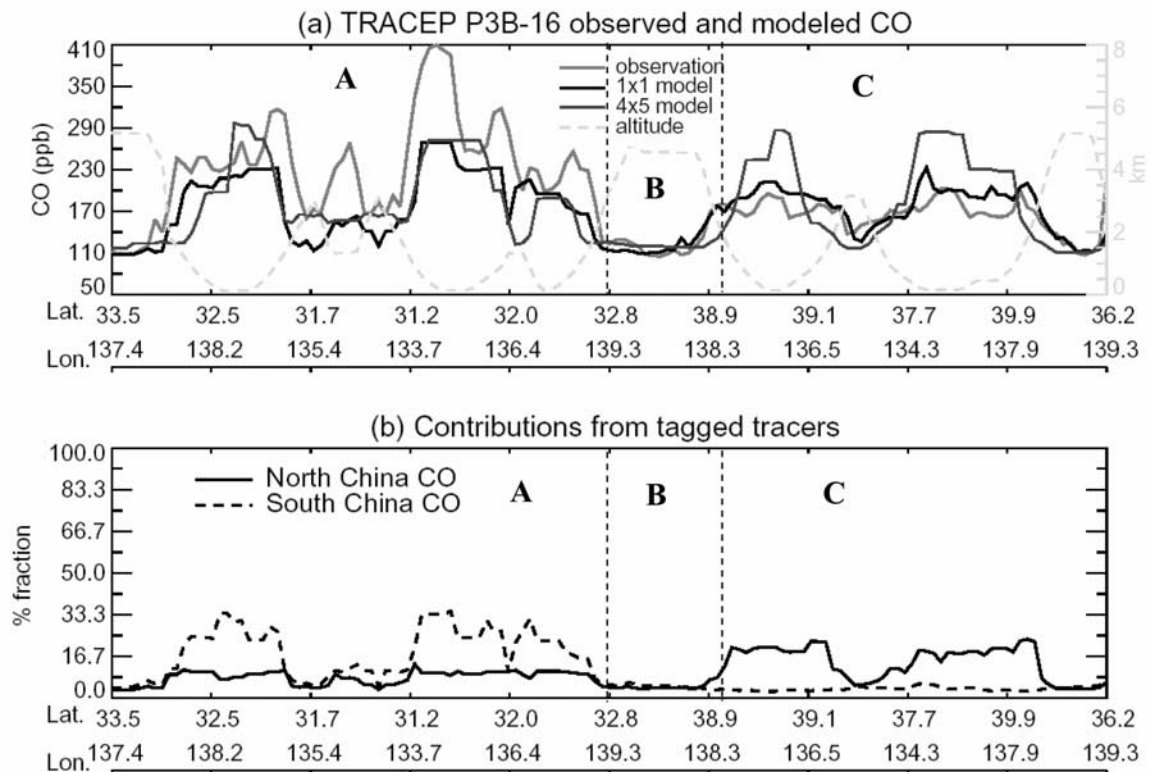 (a) TRACEP P3B-16 observed and modeled CO
410
350
290
230
170
110
50
CO (ppb)
A
B
C
observation
1x1 model
4x5 model
altitude
8
6
4
2
0
km
Lat. 33.5 32.5 31.7 31.2 32.0 32.8 38.9 39.1 37.7 39.9 36.2
Lon. 137.4 138.2 135.4 133.7 136.4 139.3 138.3 136.5 134.3 137.9 139.3
(b) Contributions from tagged tracers
100.0
83.3
66.7
50.0
33.3
16.7
0.0
% fraction
North China CO
South China CO
A
B
C
Lat. 33.5 32.5 31.7 31.2 32.0 32.8 38.9 39.1 37.7 39.9 36.2
Lon. 137.4 138.2 135.4 133.7 136.4 139.3 138.3 136.5 134.3 137.9 139.3